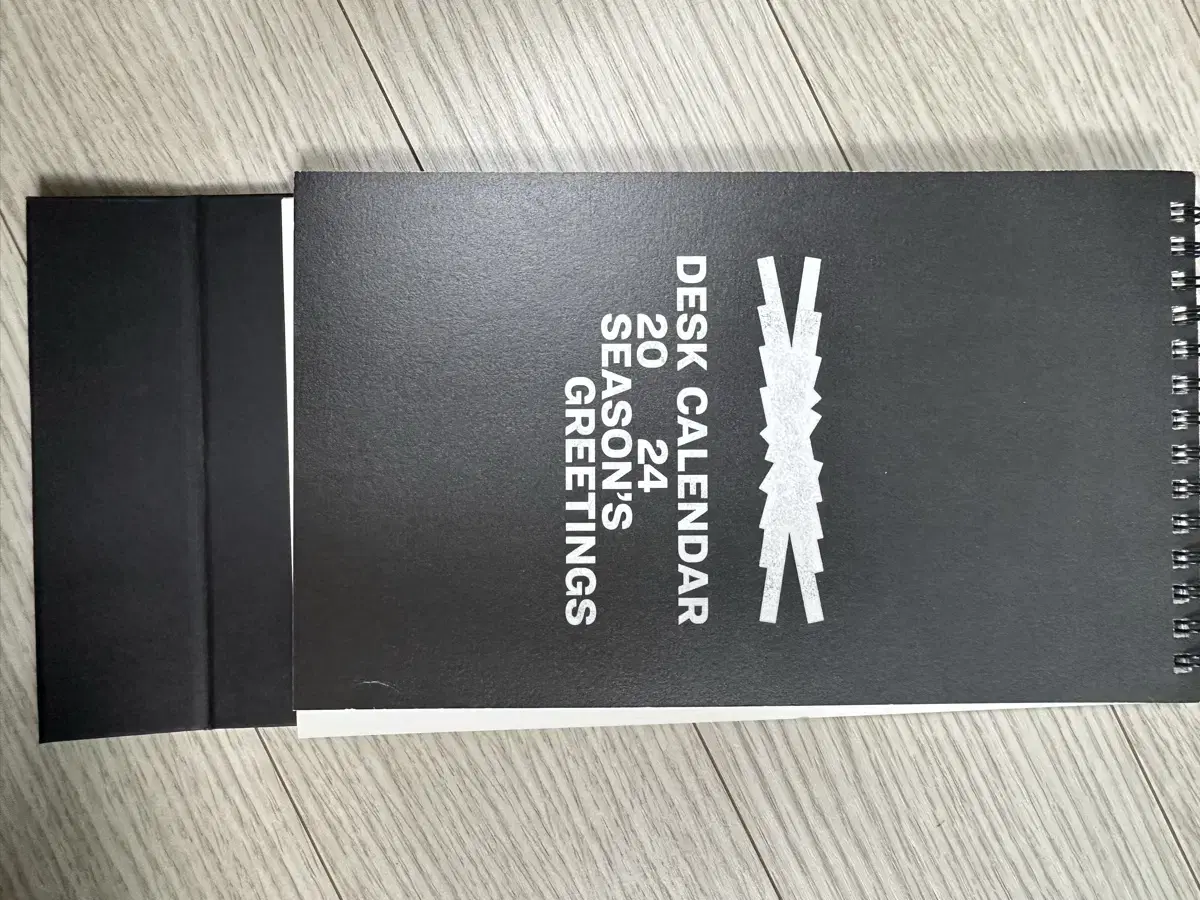 DESK CALENDAR
20 24
SEASON'S
GREETINGS